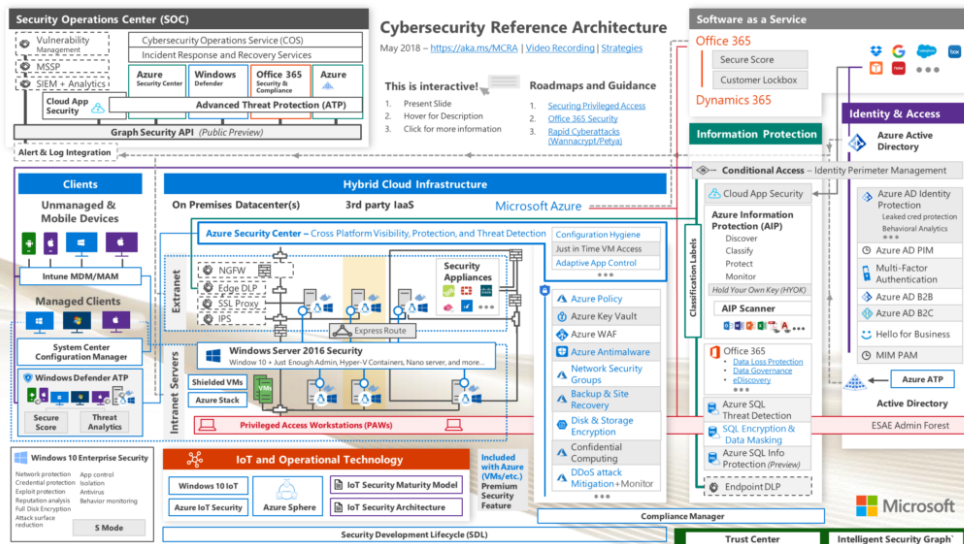 Security Operations Center (SOC)
Vulnerability
Management
MSSP
SIEM + Analytics
Cybersecurity Operations Service (COS)
Incident Response and Recovery Services
Azure
Security Center
Windows
Defender
Office 365
Security &
Compliance
Azure
Cloud App
Security
Advanced Threat Protection (ATP)
Graph Security API (Public Preview)
Alert & Log Integration
Cybersecurity Reference Architecture
May 2018 – https://aka.ms/MCRA | Video Recording | Strategies
This is interactive!
1. Present Slide
2. Hover for Description
3. Click for more information
Roadmaps and Guidance
1. Securing Privileged Access
2. Office 365 Security
3. Rapid Cyberattacks
(Wannacrypt/Petya)
Software as a Service
Office 365
Secure Score
Customer Lockbox
Dynamics 365
Information Protection
Identity & Access
Azure Active
Directory
Conditional Access – Identity Perimeter Management
Clients
Unmanaged &
Mobile Devices
Intune MDM/MAM
Managed Clients
System Center
Configuration Manager
Windows Defender ATP
Secure
Score
Threat
Analytics
Hybrid Cloud Infrastructure
On Premises Datacenter(s)
3rd party IaaS
Microsoft Azure
Azure Security Center – Cross Platform Visibility, Protection, and Threat Detection
Configuration Hygiene
Just in Time VM Access
Adaptive App Control
Extranet
NGFW
Edge DLP
SSL Proxy
IPS
Security
Appliances
Express Route
Intranet Servers
Windows Server 2016 Security
Window 10 + Just Enough Admin, Hyper-V Containers, Nano server, and more...
Shielded VMs
VMs
Azure Stack
Privileged Access Workstations (PAWs)
Azure Policy
Azure Key Vault
Azure WAF
Azure Antimalware
Network Security
Groups
Backup & Site
Recovery
Disk & Storage
Encryption
Confidential
Computing
DDoS attack
Mitigation+Monitor
Classification Labels
Cloud App Security
Azure Information
Protection (AIP)
Discover
Classify
Protect
Monitor
Hold Your Own Key (HYOK)
AIP Scanner
Office 365
Data Loss Protection
Data Governance
eDiscovery
Azure SQL
Threat Detection
SQL Encryption &
Data Masking
Azure SQL Info
Protection (Preview)
Endpoint DLP
Azure AD Identity
Protection
Leaked cred protection
Behavioral Analytics
Azure AD PIM
Multi-Factor
Authentication
Azure AD B2B
Azure AD B2C
Hello for Business
MIM PAM
Azure ATP
Active Directory
ESAE Admin Forest
Windows 10 Enterprise Security
Network protection
Credential protection
Exploit protection
Reputation analysis
Full Disk Encryption
Attack surface
reduction
App control
Isolation
Antivirus
Behavior monitoring
S Mode
IoT and Operational Technology
Windows 10 IoT
Azure IoT Security
Azure Sphere
IoT Security Maturity Model
IoT Security Architecture
Included
with Azure
(VMs/etc.)
Premium
Security
Feature
Compliance Manager
Security Development Lifecycle (SDL)
Microsoft
Trust Center
Intelligent Security Graph